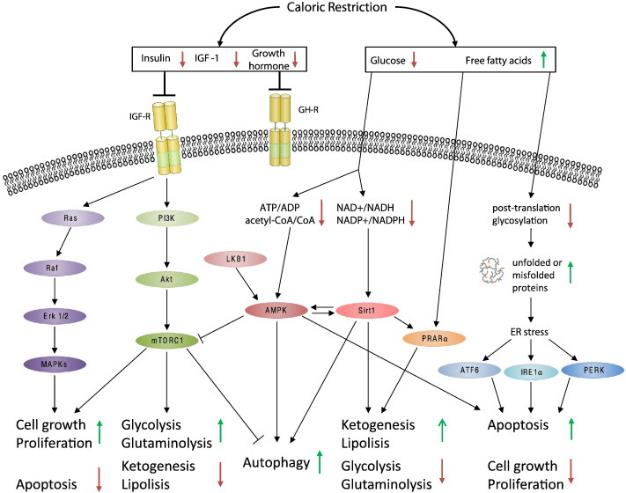 Caloric Restriction
Insulin IGF -1 Growth hormone
Glucose Free fatty acids
IGF-R
GH-R
ATP/ADP
acetyl-CoA/CoA
NAD+/NADH
NADP+/NADPH
post-translation
glycosylation
Ras
PI3K
LKB1
unfolded or
misfolded
proteins
Raf
Akt
Erk 1/2
AMPK
Sirt1
PRARα
ER stress
mTORC1
MAPKs
ATF6
IRE1α
PERK
Cell growth
Proliferation
Apoptosis
Glycolysis
Glutaminolysis
Ketogenesis
Lipolisis
Autophagy
Ketogenesis
Lipolisis
Glycolysis
Glutaminolysis
Apoptosis
Cell growth
Proliferation